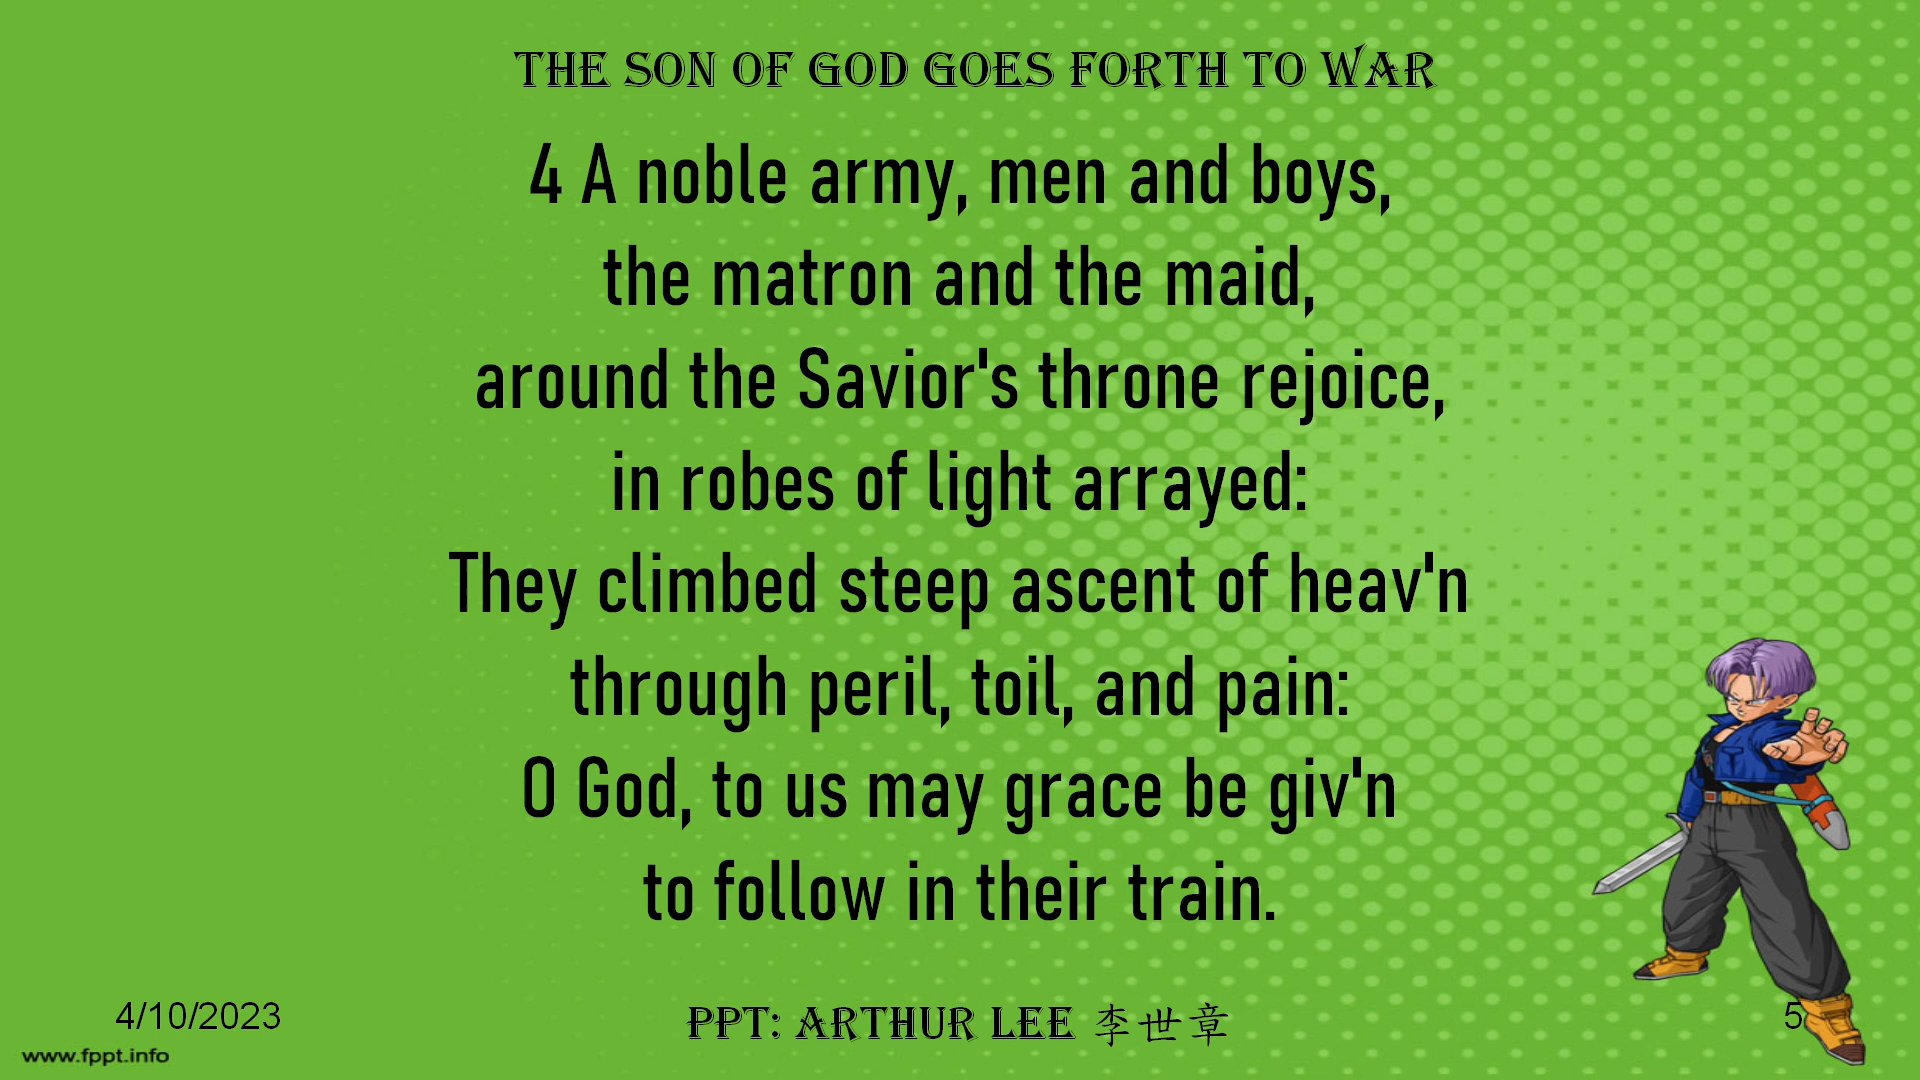 THE SON OF GOD GOES FORTH TO WAR
4 A noble army, men and boys,
the matron and the maid,
around the Savior's throne rejoice,
in robes of light arrayed:
They climbed steep ascent of heav'n
through peril, toil, and pain:
O God, to us may grace be giv'n
to follow in their train.
4/10/2023
PPT: ARTHUR LEE 李世章
5
www.fppt.info